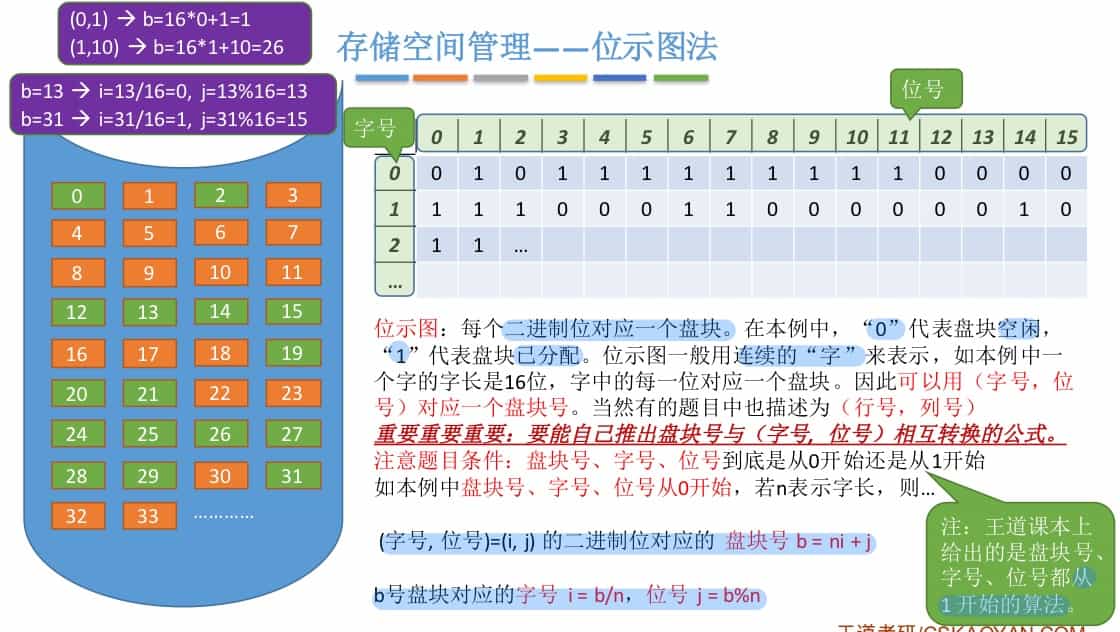 (0,1) → b=16*0+1=1
(1,10) → b=16*1+10=26
存储空间管理——位示图法
b=13 → i=13/16=0, j=13%16=13
b=31 → i=31/16=1, j=31%16=15
位号
字号
0 1 2 3 4 5 6 7 8 9 10 11 12 13 14 15
0 0 1 0 1 1 1 1 1 1 1 1 1 0 0 0 0
1 1 1 1 0 0 0 1 1 0 0 0 0 0 0 1 0
2 1 1 ...
...
0 1 2 3
4 5 6 7
8 9 10 11
12 13 14 15
16 17 18 19
20 21 22 23
24 25 26 27
28 29 30 31
32 33 …………
位示图：每个二进制位对应一个盘块。在本例中，“0”代表盘块空闲，
“1”代表盘块已分配。位示图一般用连续的“字”来表示，如本例中一
个字的字长是16位，字中的每一位对应一个盘块。因此可以用（字号，位
号）对应一个盘块号。当然有的题目中也描述为（行号，列号）
重要重要重要：要能自己推出盘块号与（字号, 位号）相互转换的公式。
注意题目条件：盘块号、字号、位号到底是从0开始还是从1开始
如本例中盘块号、字号、位号从0开始，若n表示字长，则...
(字号, 位号)=(i, j) 的二进制位对应的 盘块号 b = ni + j
b号盘块对应的字号 i = b/n，位号 j = b%n
注：王道课本上
给出的是盘块号、
字号、位号都从
1 开始的算法。
王道考研/CSKAOYAN.COM